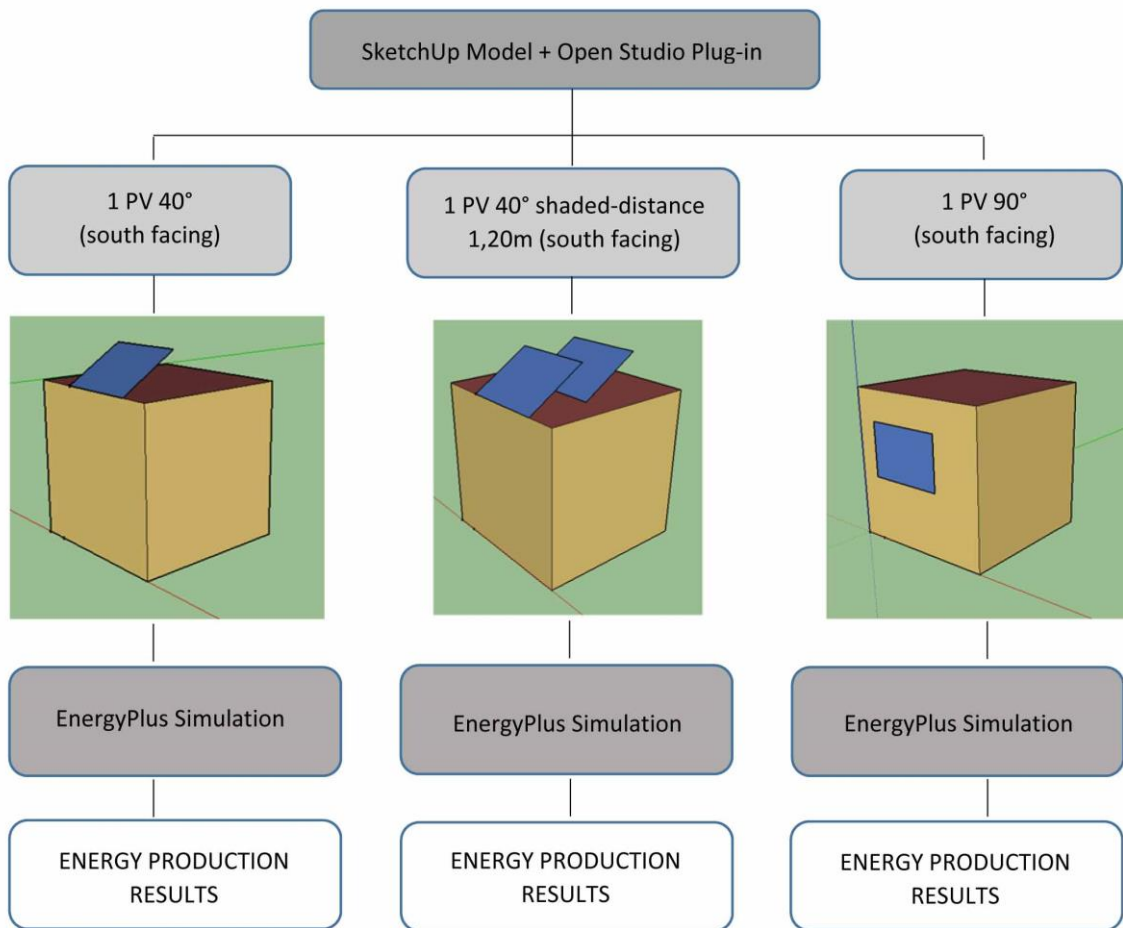 SketchUp Model + Open Studio Plug-in
1 PV 40°
(south facing)
1 PV 40° shaded-distance
1,20m (south facing)
1 PV 90°
(south facing)
EnergyPlus Simulation
EnergyPlus Simulation
EnergyPlus Simulation
ENERGY PRODUCTION
RESULTS
ENERGY PRODUCTION
RESULTS
ENERGY PRODUCTION
RESULTS